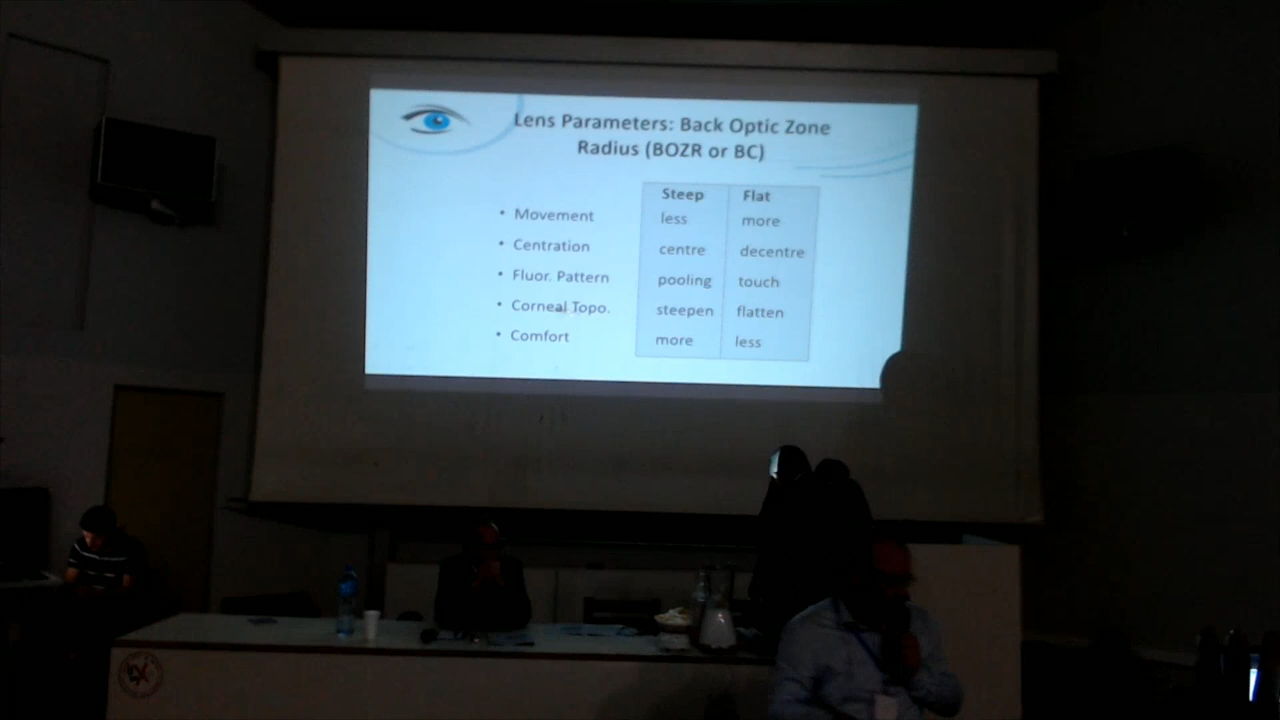 Lens Parameters: Back Optic Zone
Radius (BOZR or BC)
Steep Flat
• Movement less more
• Centration centre decentre
• Fluor. Pattern pooling touch
• Corneal Topo. steepen flatten
• Comfort more less